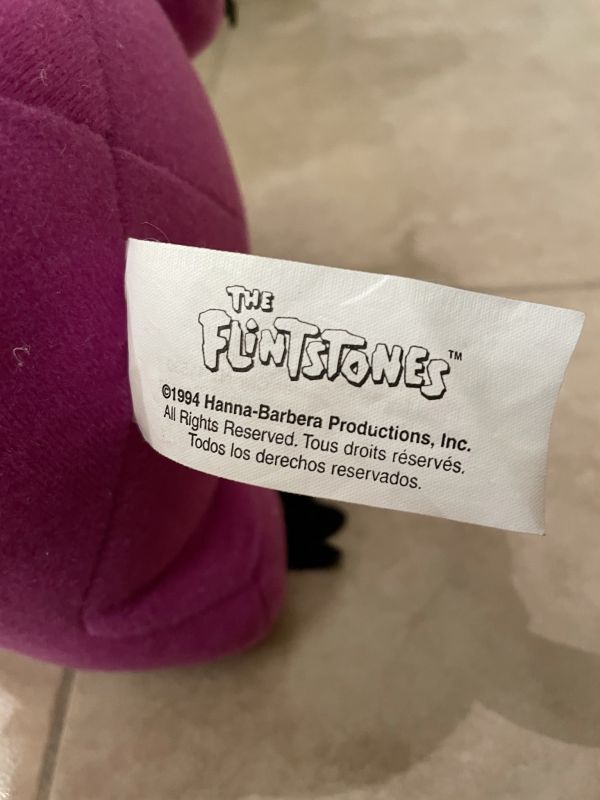 THE
FLINTSTONES™
©1994 Hanna-Barbera Productions, Inc.
All Rights Reserved. Tous droits réservés.
Todos los derechos reservados.